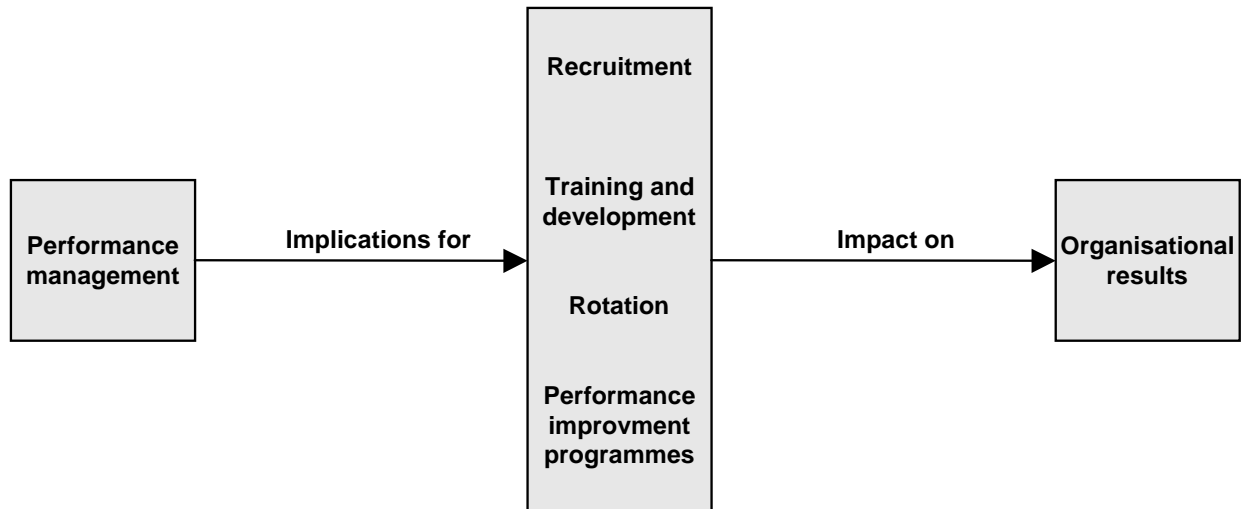 Performance
management
Implications for
Recruitment
Training and
development
Rotation
Performance
improvment
programmes
Impact on
Organisational
results